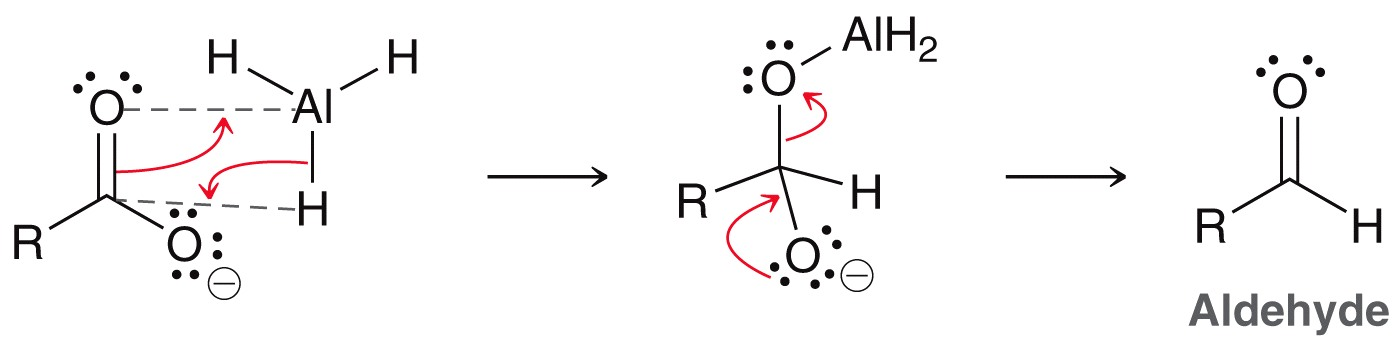 H H
O Al
R O ⊖ H
AlH₂
O
R H
O ⊖
O
R H
Aldehyde